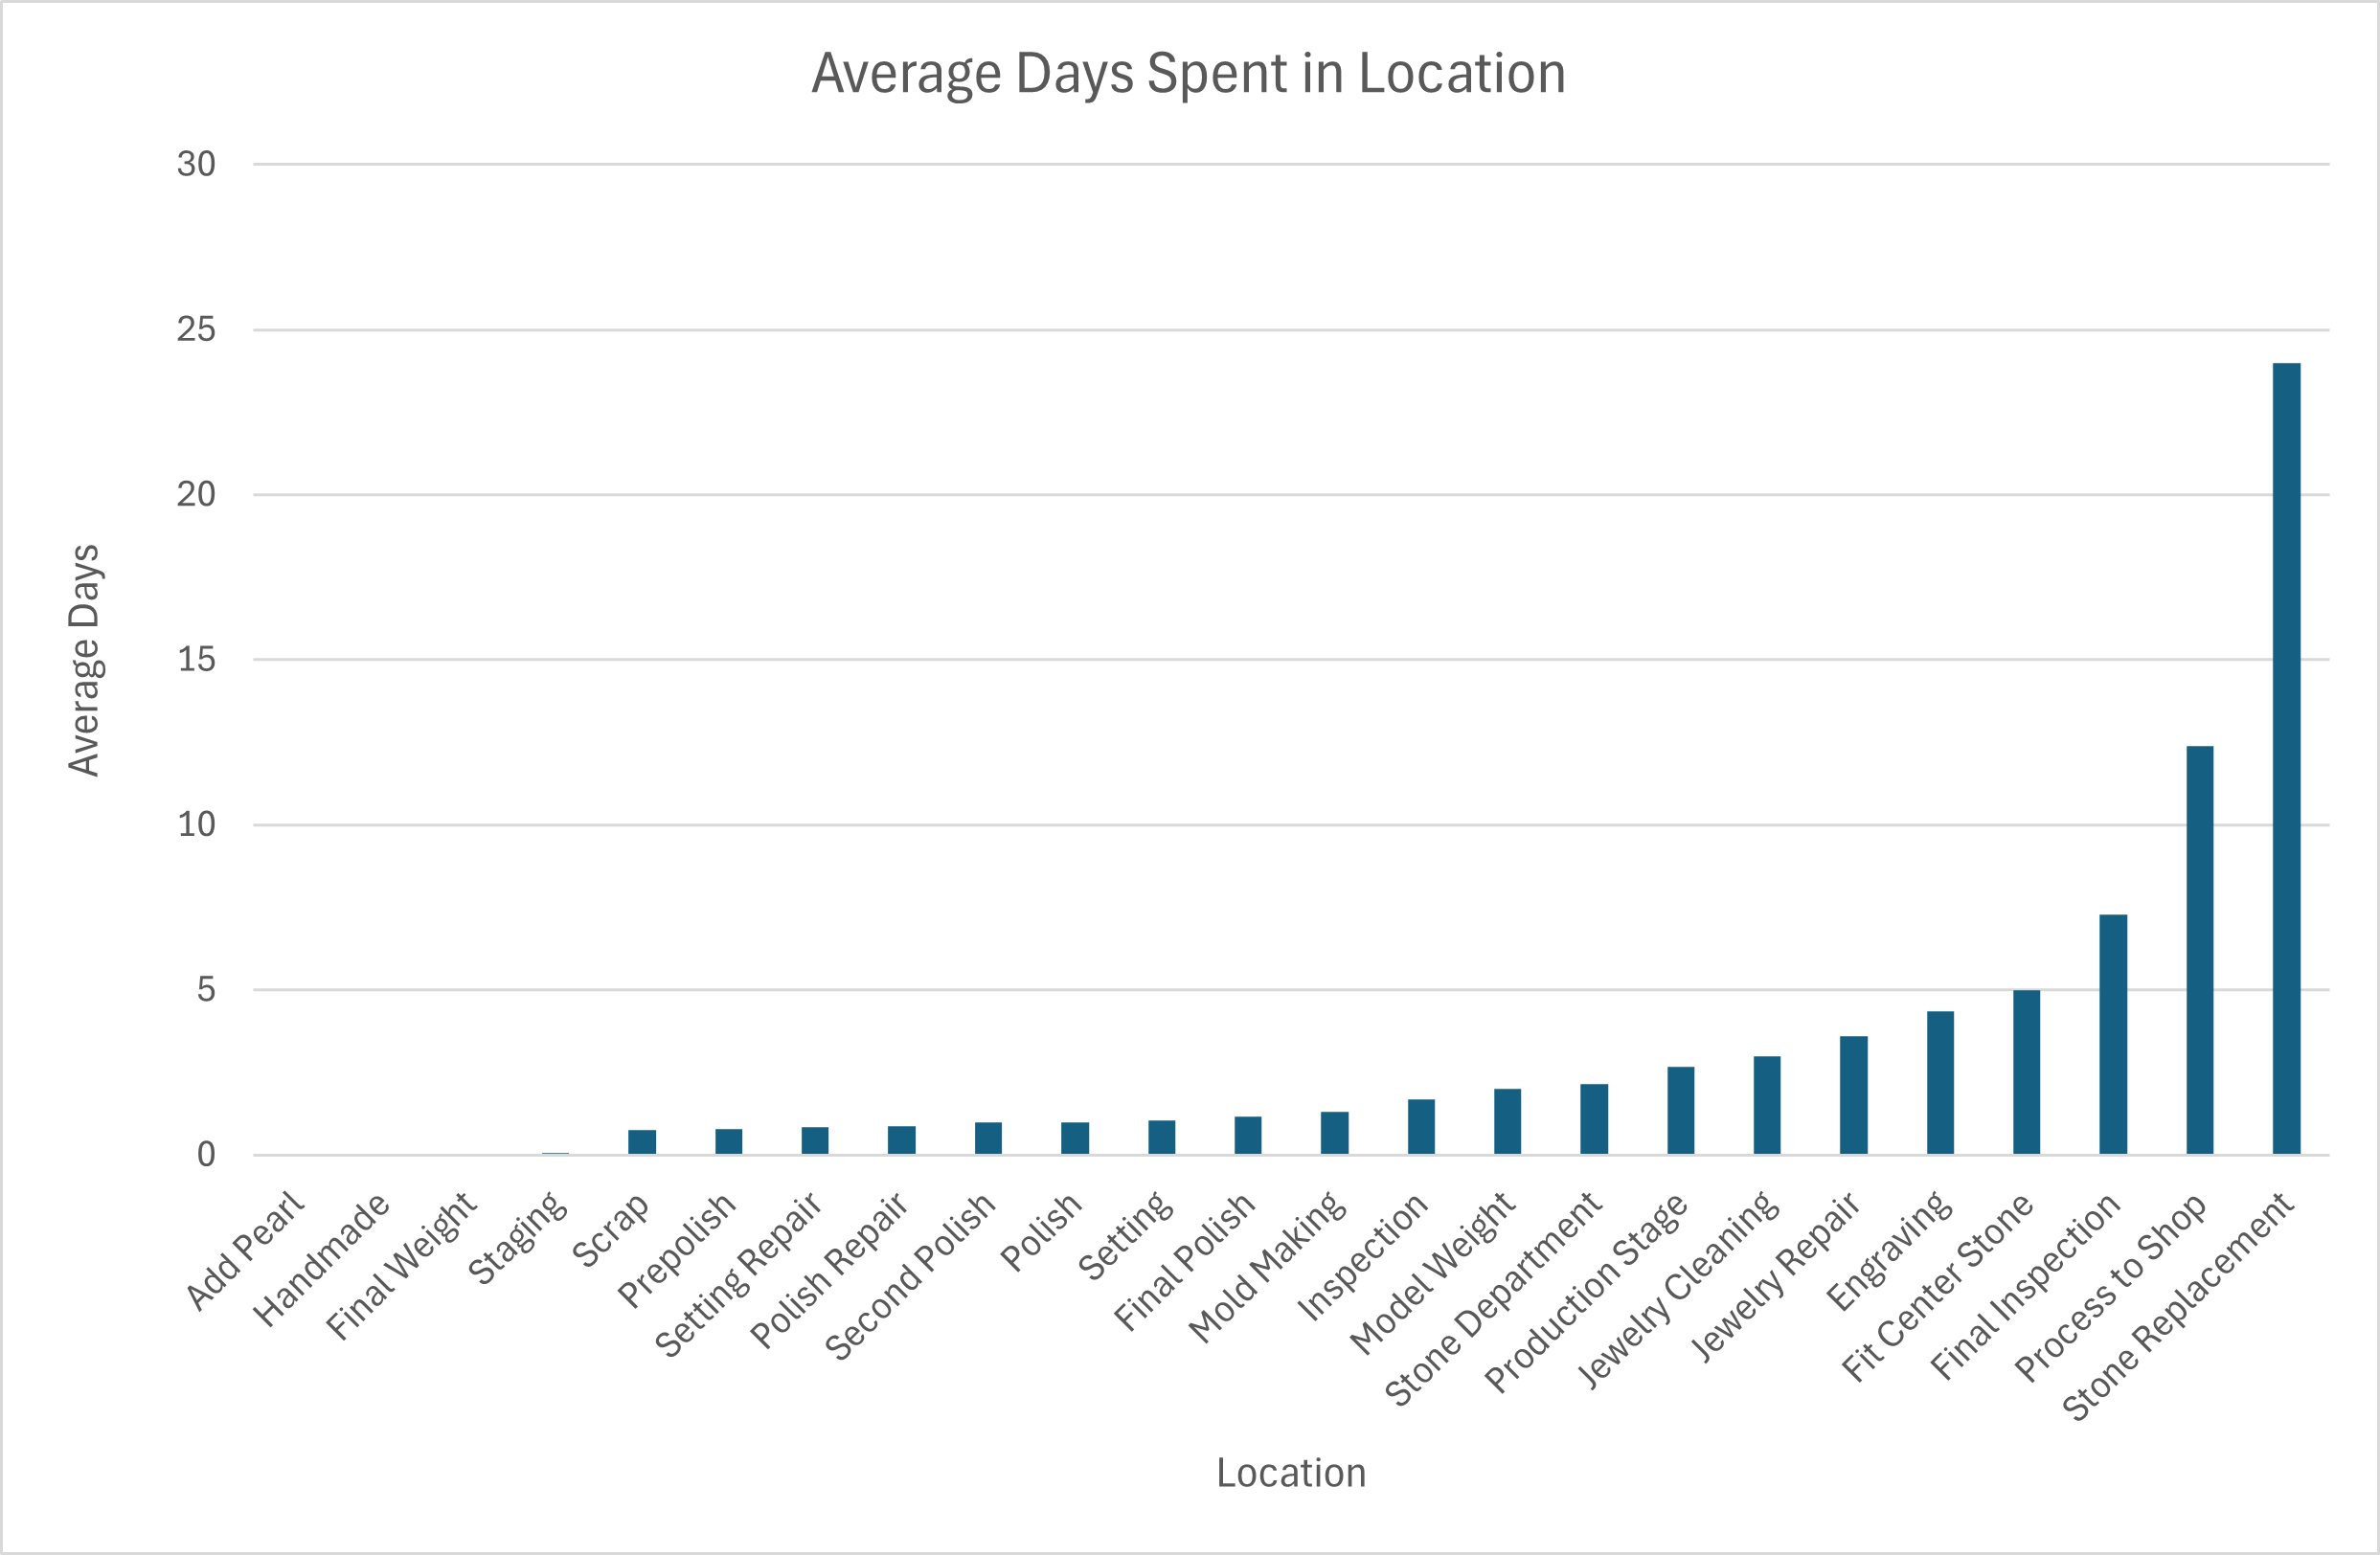 Average Days Spent in Location
30
25
20
15
10
5
0
Average Days
Add Pearl
Handmade
Final Weight
Staging
Scrap
Prepolish
Setting Repair
Polish Repair
Second Polish
Polish
Setting
Final Polish
Mold Making
Inspection
Model Weight
Stone Department
Production Stage
Jewelry Cleaning
Jewelry Repair
Engraving
Fit Center Stone
Final Inspection
Process to Shop
Stone Replacement
Location